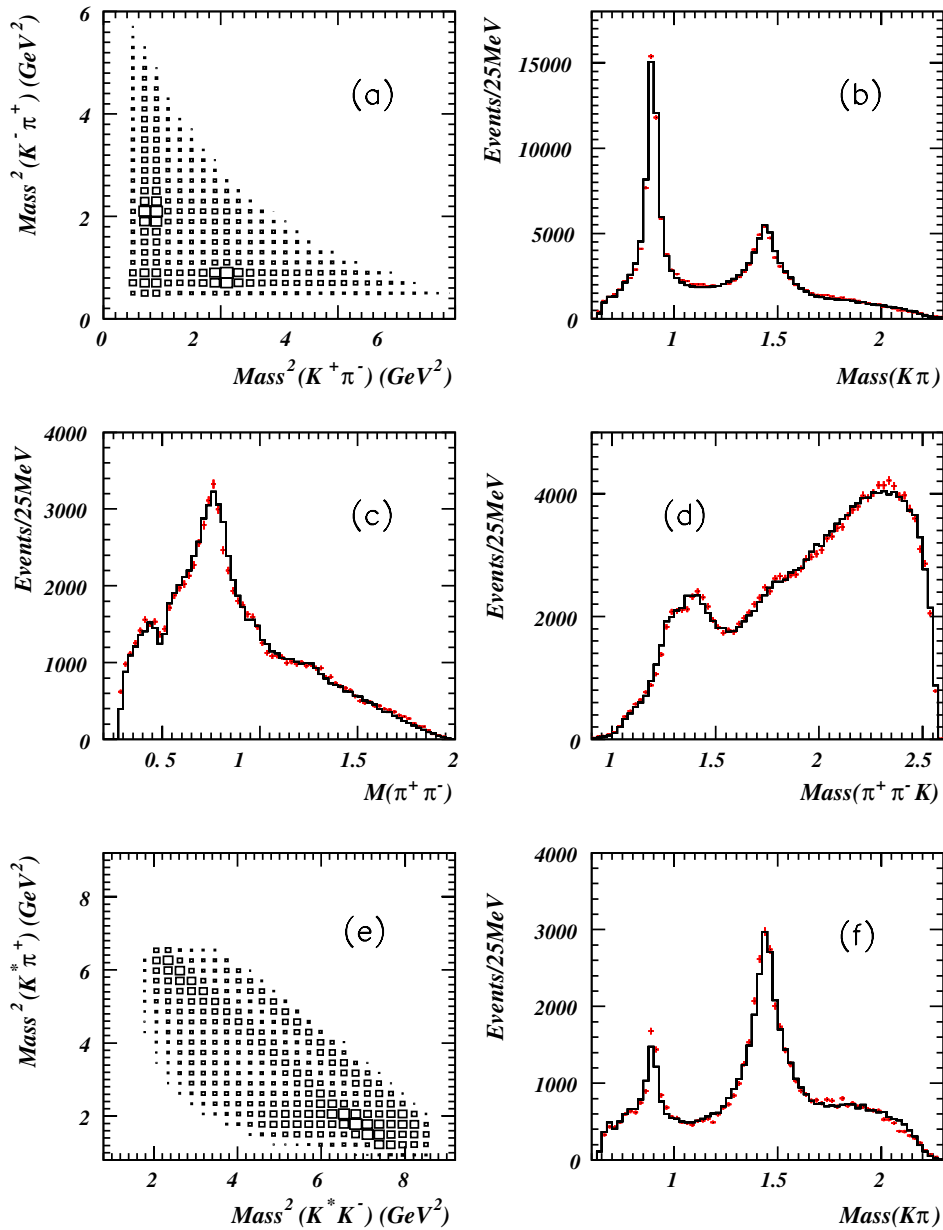 Mass²(K⁻π⁺) (GeV²)
6
4
2
0
(a)
0 2 4 6
Mass²(K⁺π⁻) (GeV²)
Events/25MeV
15000
10000
5000
0
(b)
1 1.5 2
Mass(Kπ)
Events/25MeV
4000
3000
2000
1000
0
(c)
0.5 1 1.5 2
M(π⁺π⁻)
Events/25MeV
4000
2000
0
(d)
1 1.5 2 2.5
Mass(π⁺π⁻K)
Mass²(K*π⁺) (GeV²)
8
6
4
2
(e)
2 4 6 8
Mass²(K*K⁻) (GeV²)
Events/25MeV
4000
3000
2000
1000
0
(f)
1 1.5 2
Mass(Kπ)